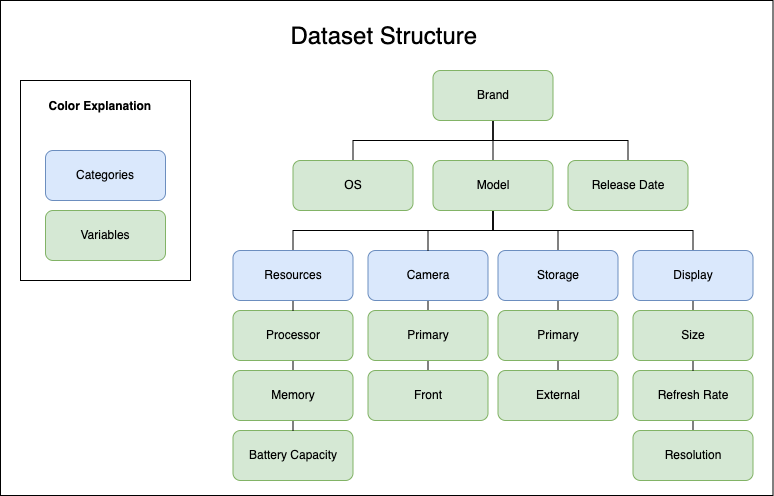 Dataset Structure
Color Explanation
Categories
Variables
Brand
OS
Model
Release Date
Resources
Camera
Storage
Display
Processor
Primary
Primary
Size
Memory
Front
External
Refresh Rate
Battery Capacity
Resolution